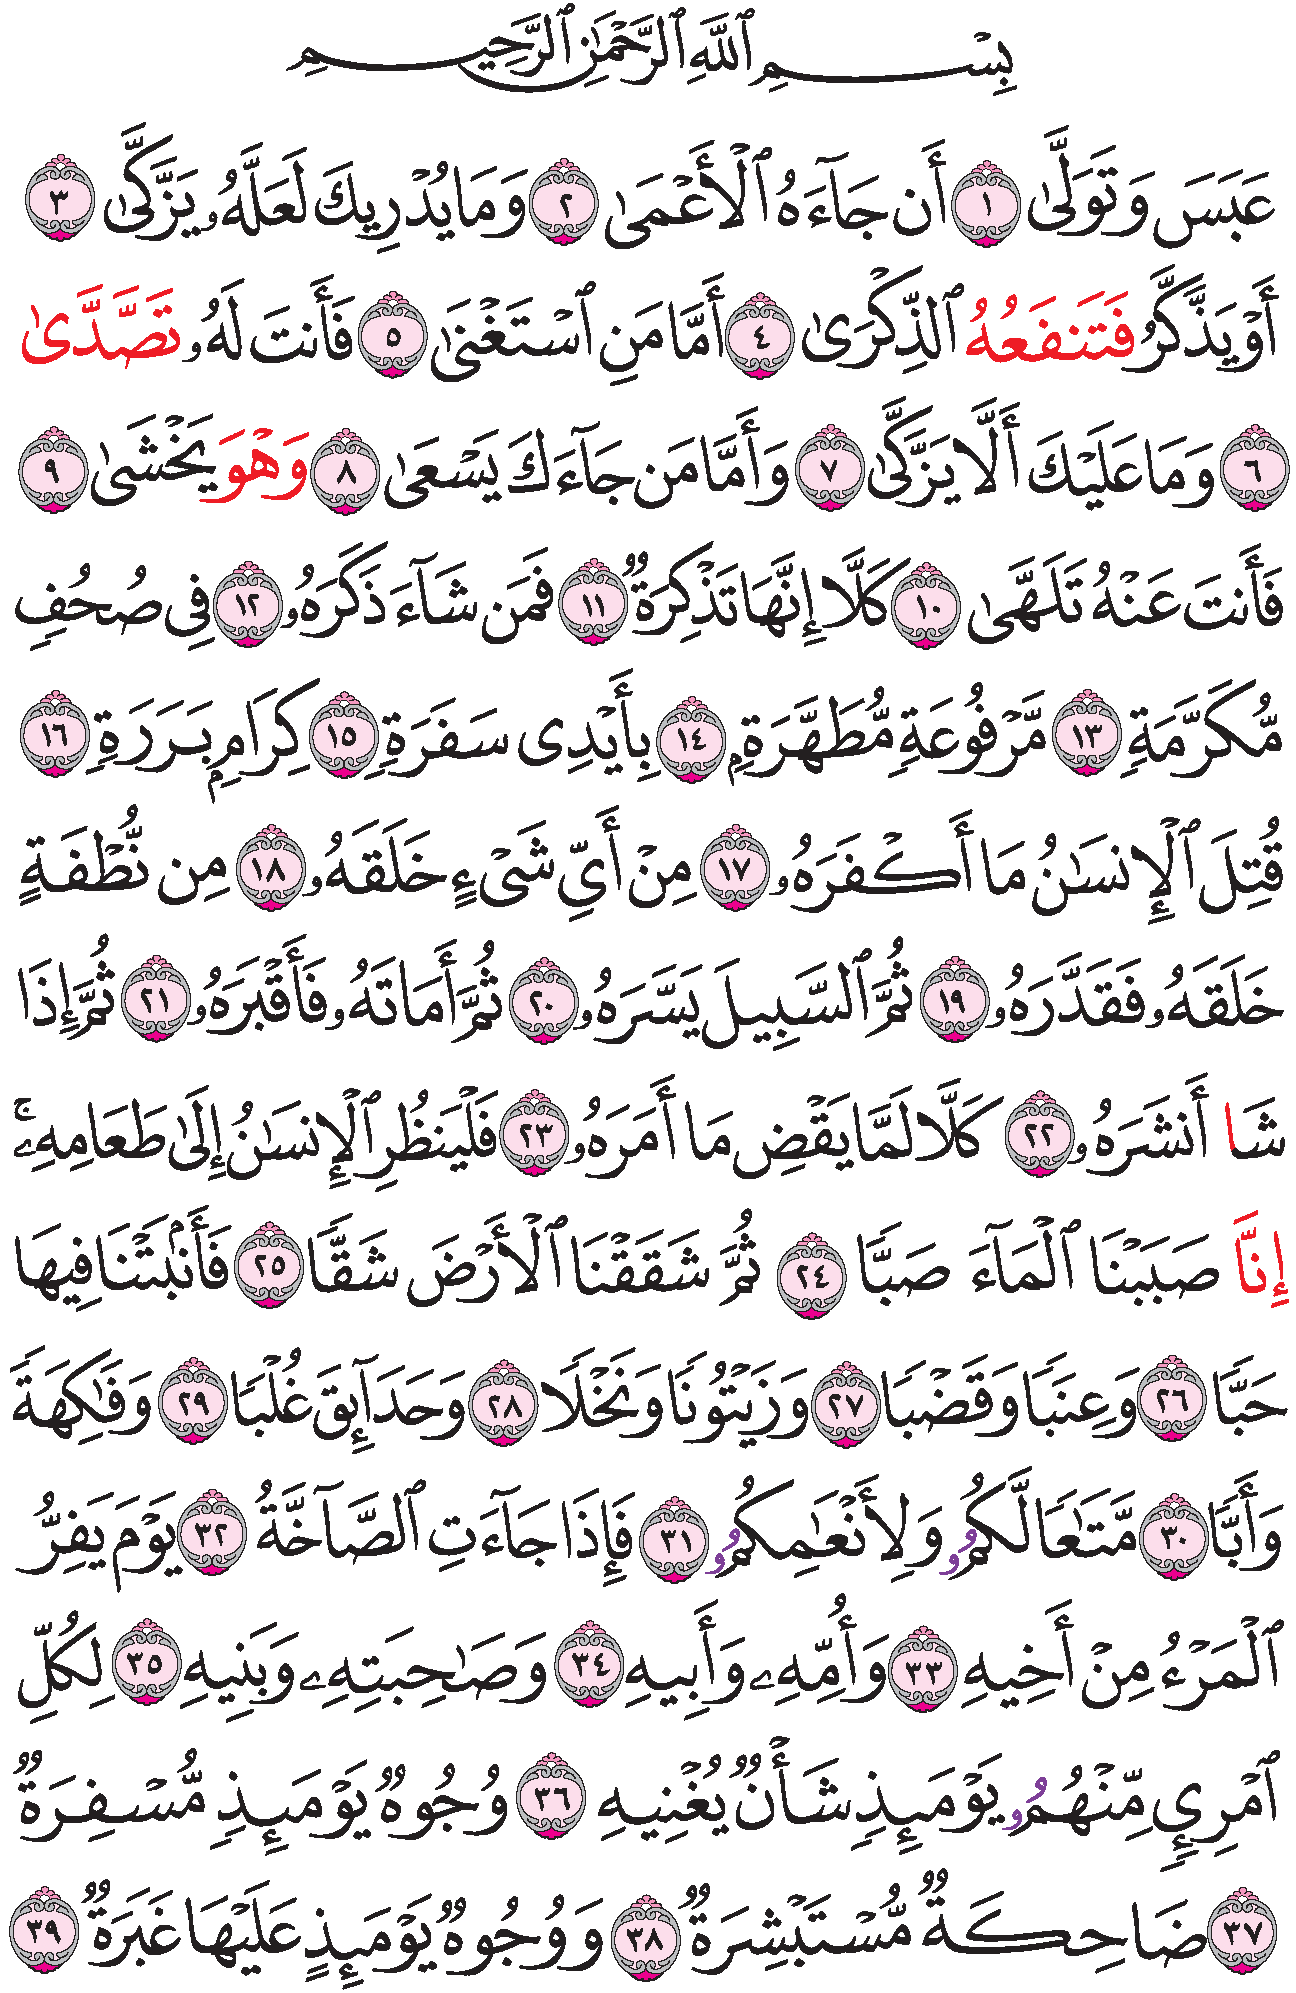 بِسْمِ ٱللَّهِ ٱلرَّحْمَٰنِ ٱلرَّحِيمِ
عَبَسَ وَتَوَلَّىٰ ١ أَن جَآءَهُ ٱلْأَعْمَىٰ ٢ وَمَا يُدْرِيكَ لَعَلَّهُۥ يَزَّكَّىٰ ٣
أَوْ يَذَّكَّرُ فَتَنفَعُهُ ٱلذِّكْرَىٰ ٤ أَمَّا مَنِ ٱسْتَغْنَىٰ ٥ فَأَنتَ لَهُۥ تَصَّدَّىٰ
٦ وَمَا عَلَيْكَ أَلَّا يَزَّكَّىٰ ٧ وَأَمَّا مَن جَآءَكَ يَسْعَىٰ ٨ وَهْوَ يَخْشَىٰ ٩
فَأَنتَ عَنْهُ تَلَهَّىٰ ١٠ كَلَّا إِنَّهَا تَذْكِرَةٌ ١١ فَمَن شَآءَ ذَكَرَهُۥ ١٢ فِى صُحُفٍ
مُّكَرَّمَةٍ ١٣ مَّرْفُوعَةٍ مُّطَهَّرَةٍۭ ١٤ بِأَيْدِى سَفَرَةٍ ١٥ كِرَامٍۭ بَرَرَةٍ ١٦
قُتِلَ ٱلْإِنسَٰنُ مَا أَكْفَرَهُۥ ١٧ مِنْ أَيِّ شَىْءٍ خَلَقَهُۥ ١٨ مِن نُّطْفَةٍ
خَلَقَهُۥ فَقَدَّرَهُۥ ١٩ ثُمَّ ٱلسَّبِيلَ يَسَّرَهُۥ ٢٠ ثُمَّ أَمَاتَهُۥ فَأَقْبَرَهُۥ ٢١ ثُمَّ إِذَا
شَا أَنشَرَهُۥ ٢٢ كَلَّا لَمَّا يَقْضِ مَا أَمَرَهُۥ ٢٣ فَلْيَنظُرِ ٱلْإِنسَٰنُ إِلَىٰ طَعَامِهِۦ ۚ
إِنَّا صَبَبْنَا ٱلْمَآءَ صَبًّا ٢٤ ثُمَّ شَقَقْنَا ٱلْأَرْضَ شَقًّا ٢٥ فَأَنۢبَتْنَا فِيهَا
حَبًّا ٢٦ وَعِنَبًا وَقَضْبًا ٢٧ وَزَيْتُونًا وَنَخْلًا ٢٨ وَحَدَآئِقَ غُلْبًا ٢٩ وَفَٰكِهَةً
وَأَبًّا ٣٠ مَّتَٰعًا لَّكُمُۥ وَلِأَنْعَٰمِكُمُۥ ٣١ فَإِذَا جَآءَتِ ٱلصَّآخَّةُ ٣٢ يَوْمَ يَفِرُّ
ٱلْمَرْءُ مِنْ أَخِيهِ ٣٣ وَأُمِّهِۦ وَأَبِيهِ ٣٤ وَصَٰحِبَتِهِۦ وَبَنِيهِ ٣٥ لِكُلِّ
ٱمْرِئٍ مِّنْهُمُۥ يَوْمَئِذٍ شَأْنٌ يُغْنِيهِ ٣٦ وُجُوهٌ يَوْمَئِذٍ مُّسْفِرَةٌ
٣٧ ضَاحِكَةٌ مُّسْتَبْشِرَةٌ ٣٨ وَوُجُوهٌ يَوْمَئِذٍ عَلَيْهَا غَبَرَةٌ ٣٩